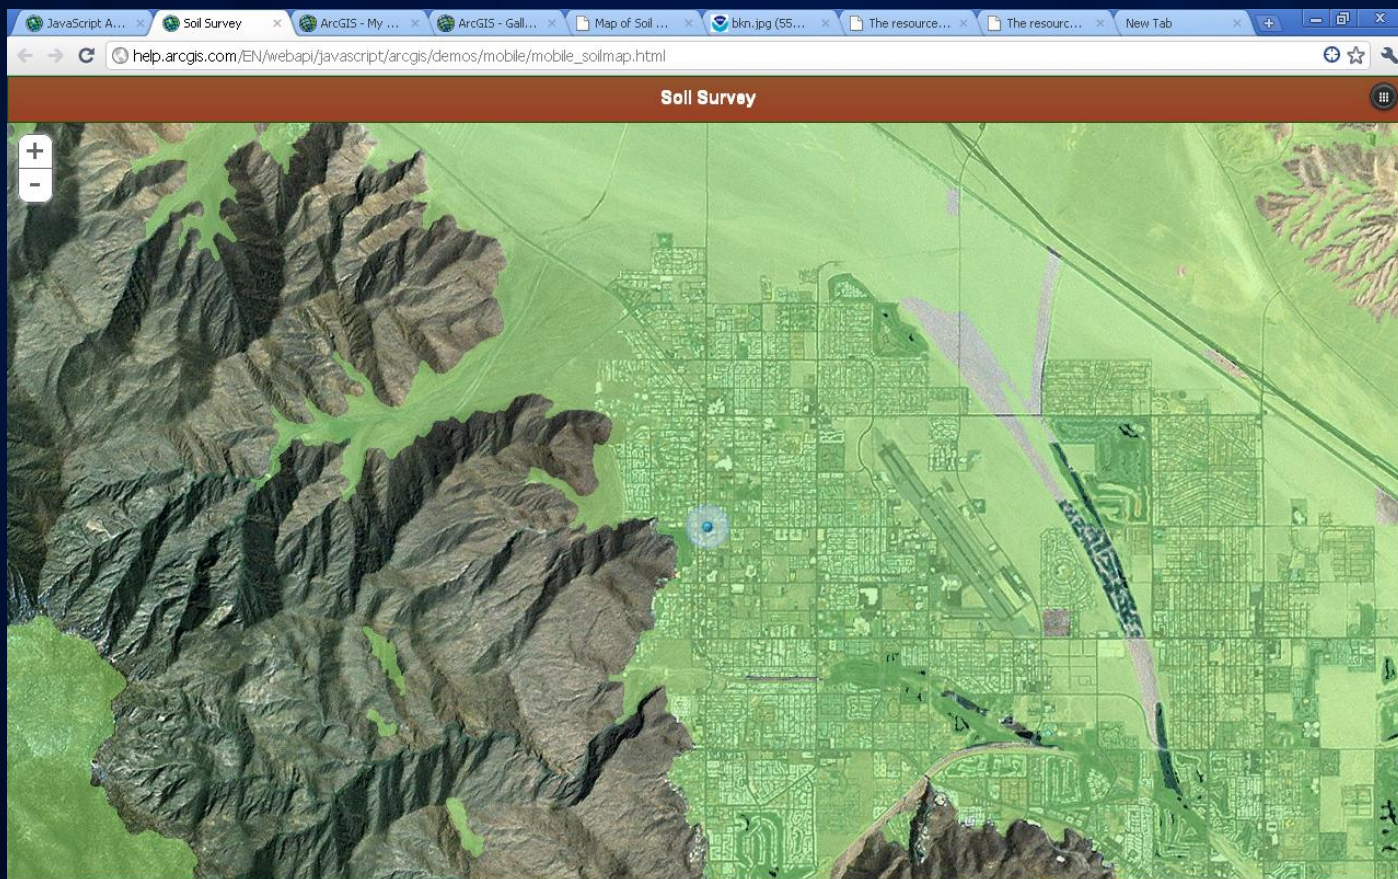 JavaScript A...
Soil Survey
ArcGIS - My ...
ArcGIS - Gall...
Map of Soil ...
bkn.jpg (55...
The resource...
The resourc...
New Tab
help.arcgis.com/EN/webapi/javascript/arcgis/demos/mobile/mobile_soilmap.html
Soil Survey
+
-